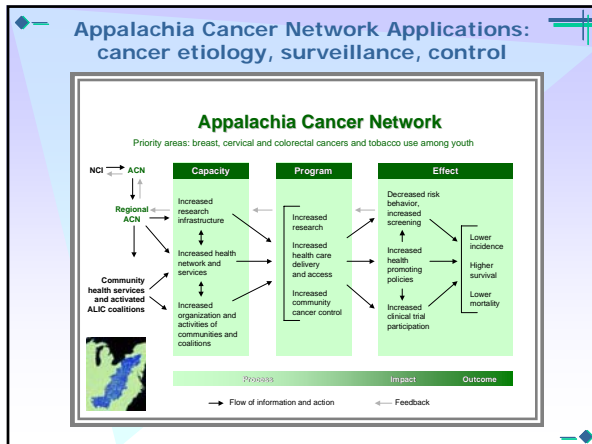 Appalachia Cancer Network Applications:
cancer etiology, surveillance, control
Appalachia Cancer Network
Priority areas: breast, cervical and colorectal cancers and tobacco use among youth
NCI
ACN
Regional
ACN
Community
health services
and activated
ALIC coalitions
Capacity
Increased
research
infrastructure
Increased health
network and
services
Increased
organization and
activities of
communities and
coalitions
Program
Increased
research
Increased
health care
delivery
and access
Increased
community
cancer control
Effect
Decreased risk
behavior,
increased
screening
Increased
health
promoting
policies
Increased
clinical trial
participation
Lower
incidence
Higher
survival
Lower
mortality
Process
Impact
Outcome
Flow of information and action
Feedback